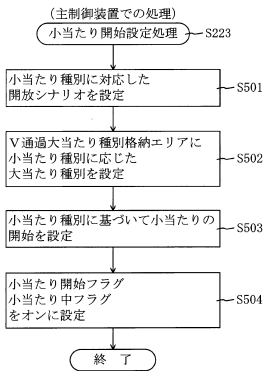 (主制御装置での処理)
小当たり開始設定処理
S223
小当たり種別に対応した
開放シナリオを設定
S501
V通過大当たり種別格納エリアに
小当たり種別に応じた
大当たり種別を設定
S502
小当たり種別に基づいて小当たりの
開始を設定
S503
小当たり開始フラグ
小当たり中フラグ
をオンに設定
S504
終 了